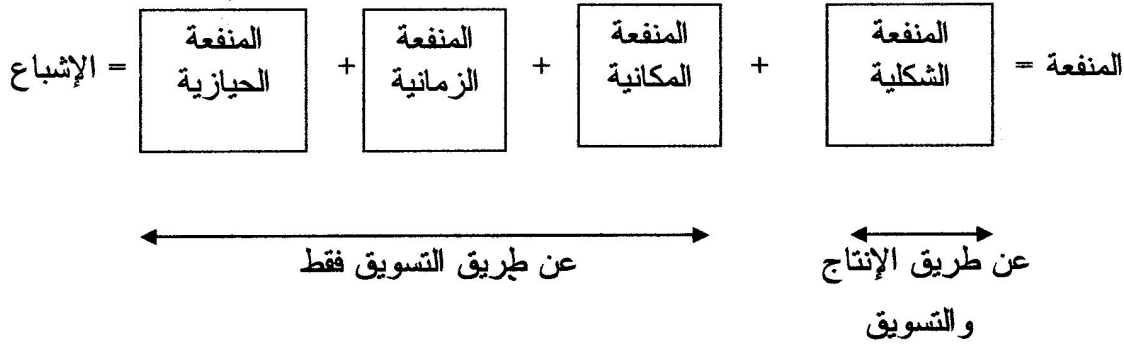 المنفعة = المنفعة الشكلية + المنفعة المكانية + المنفعة الزمانية + المنفعة الحيازية = الإشباع
عن طريق الإنتاج
والتسويق
عن طريق التسويق فقط